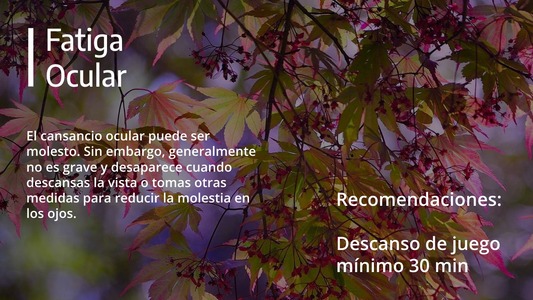 Fatiga
Ocular
El cansancio ocular puede ser
molesto. Sin embargo, generalmente
no es grave y desaparece cuando
descansas la vista o tomas otras
medidas para reducir la molestia en
los ojos.
Recomendaciones:
Descanso de juego
mínimo 30 min